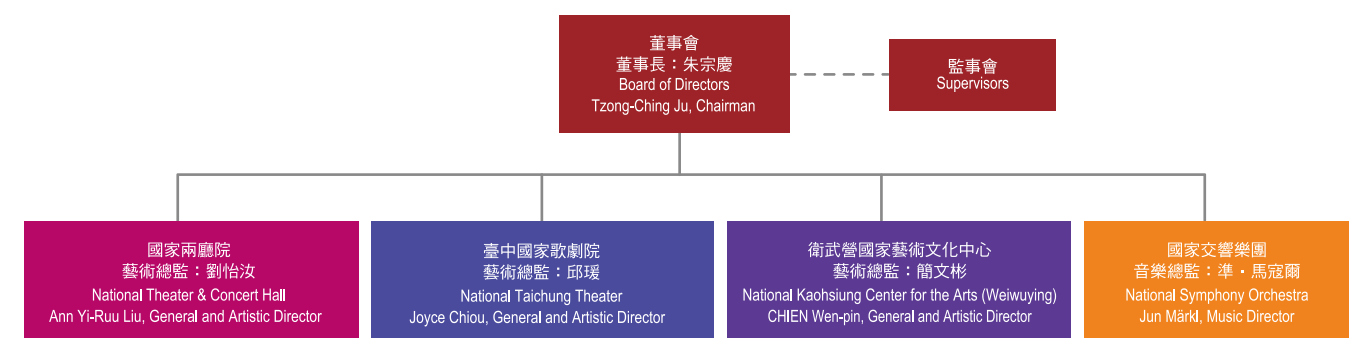 董事會
董事長：朱宗慶
Board of Directors
Tzong-Ching Ju, Chairman
監事會
Supervisors
國家兩廳院
藝術總監：劉怡汝
National Theater & Concert Hall
Ann Yi-Ruu Liu, General and Artistic Director
臺中國家歌劇院
藝術總監：邱瑗
National Taichung Theater
Joyce Chiou, General and Artistic Director
衛武營國家藝術文化中心
藝術總監：簡文彬
National Kaohsiung Center for the Arts (Weiwuying)
CHIEN Wen-pin, General and Artistic Director
國家交響樂團
音樂總監：準・馬寇爾
National Symphony Orchestra
Jun Märkl, Music Director